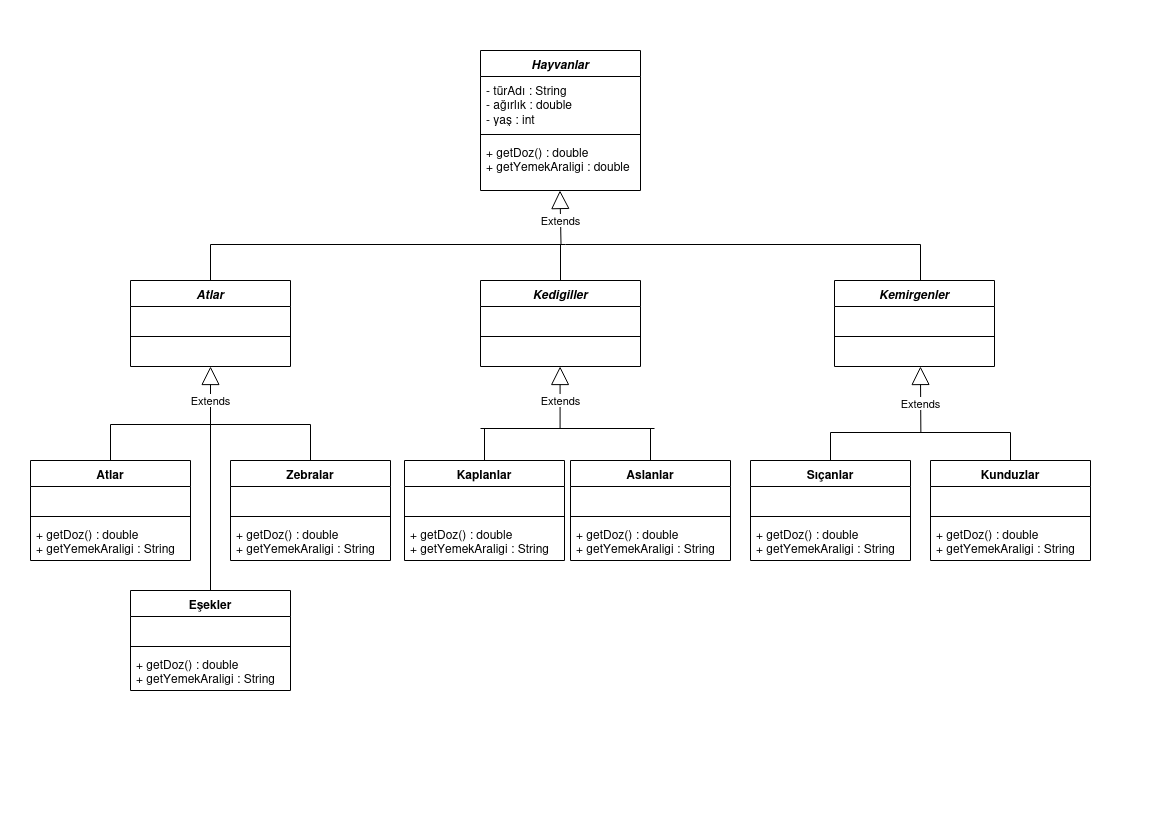 Hayvanlar
- türAdı : String
- ağırlık : double
- yaş : int
+ getDoz() : double
+ getYemekAraligi : double
Extends
Atlar
Kedigiller
Kemirgenler
Extends
Extends
Extends
Atlar
+ getDoz() : double
+ getYemekAraligi : String
Zebralar
+ getDoz() : double
+ getYemekAraligi : String
Kaplanlar
+ getDoz() : double
+ getYemekAraligi : String
Aslanlar
+ getDoz() : double
+ getYemekAraligi : String
Sıçanlar
+ getDoz() : double
+ getYemekAraligi : String
Kunduzlar
+ getDoz() : double
+ getYemekAraligi : String
Eşekler
+ getDoz() : double
+ getYemekAraligi : String